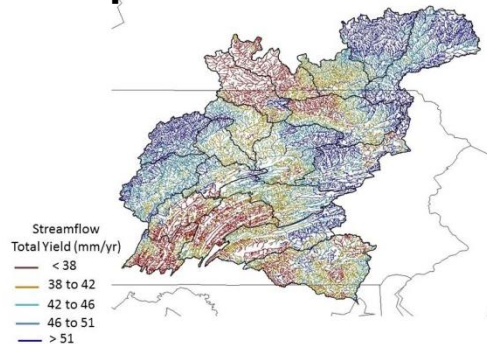 Streamflow
Total Yield (mm/yr)
< 38
38 to 42
42 to 46
46 to 51
> 51